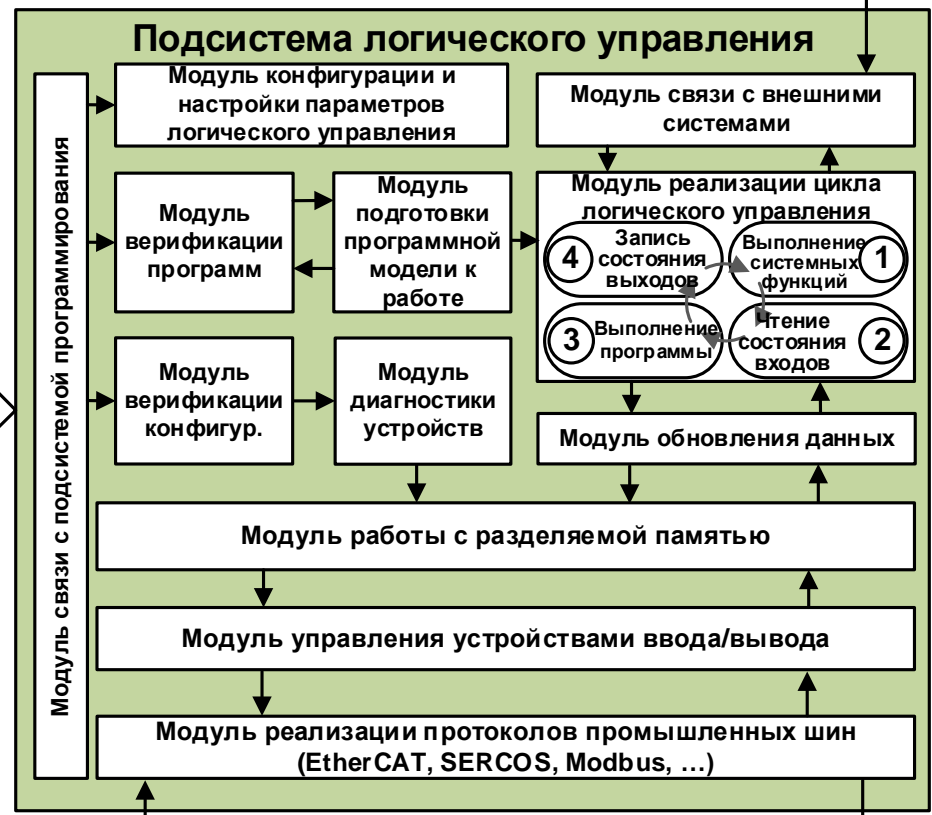 Подсистема логического управления
Модуль связи с подсистемой программирования
Модуль конфигурации и
настройки параметров
логического управления
Модуль связи с внешними
системами
Модуль
верификации
программ
Модуль
подготовки
программной
модели к
работе
Модуль реализации цикла
логического управления
4
Запись
состояния
выходов
Выполнение
системных
функций
1
3
Выполнение
программы
Чтение
состояния
входов
2
Модуль
верификации
конфигур.
Модуль
диагностики
устройств
Модуль обновления данных
Модуль работы с разделяемой памятью
Модуль управления устройствами ввода/вывода
Модуль реализации протоколов промышленных шин
(EtherCAT, SERCOS, Modbus, ...)